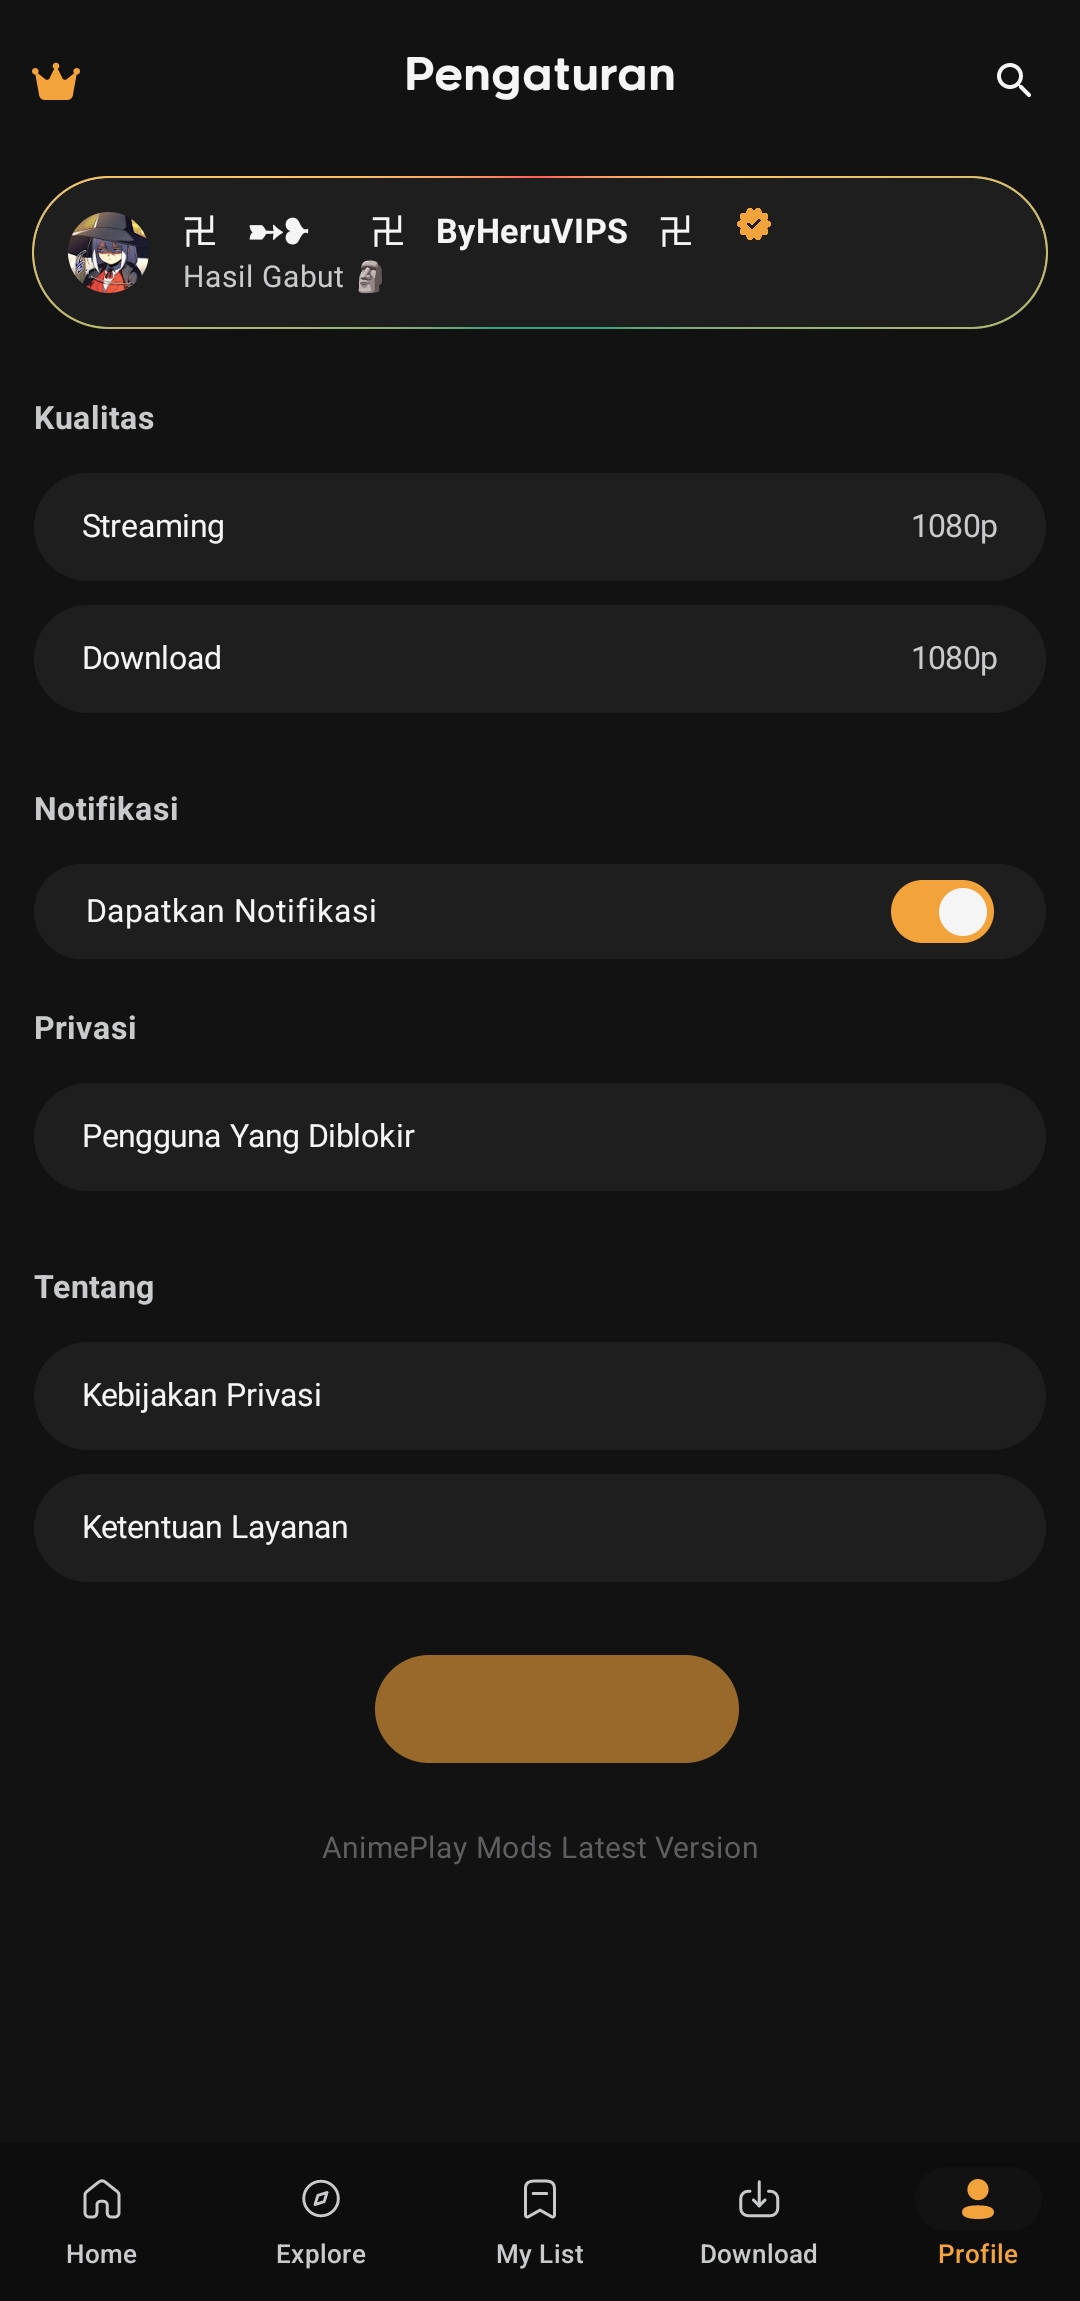 Pengaturan
卍 ➽❥ 卍 ByHeruVIPS 卍
Hasil Gabut 🗿
Kualitas
Streaming 1080p
Download 1080p
Notifikasi
Dapatkan Notifikasi
Privasi
Pengguna Yang Diblokir
Tentang
Kebijakan Privasi
Ketentuan Layanan
AnimePlay Mods Latest Version
Home Explore My List Download Profile